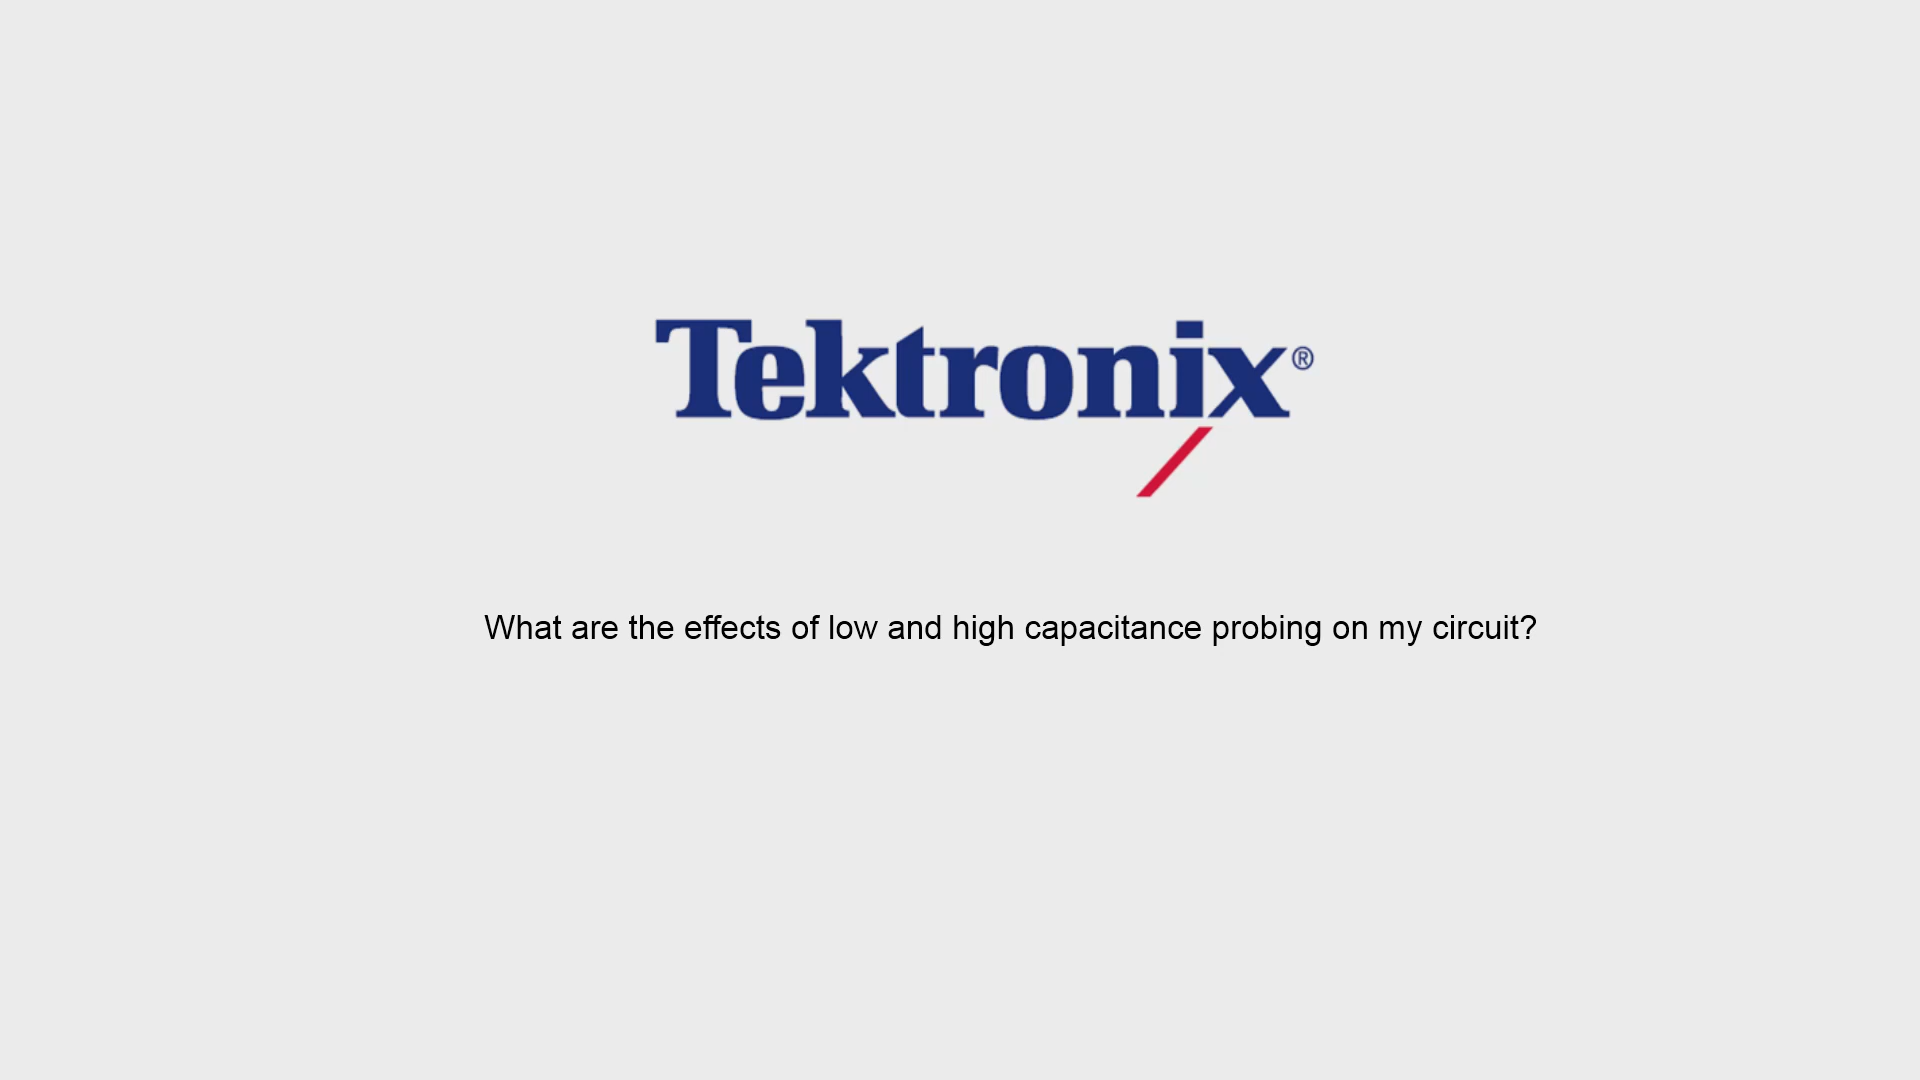 Tektronix®
What are the effects of low and high capacitance probing on my circuit?